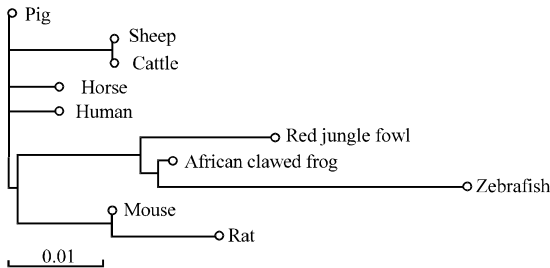 Pig
Sheep
Cattle
Horse
Human
Red jungle fowl
African clawed frog
Zebrafish
Mouse
Rat
0.01